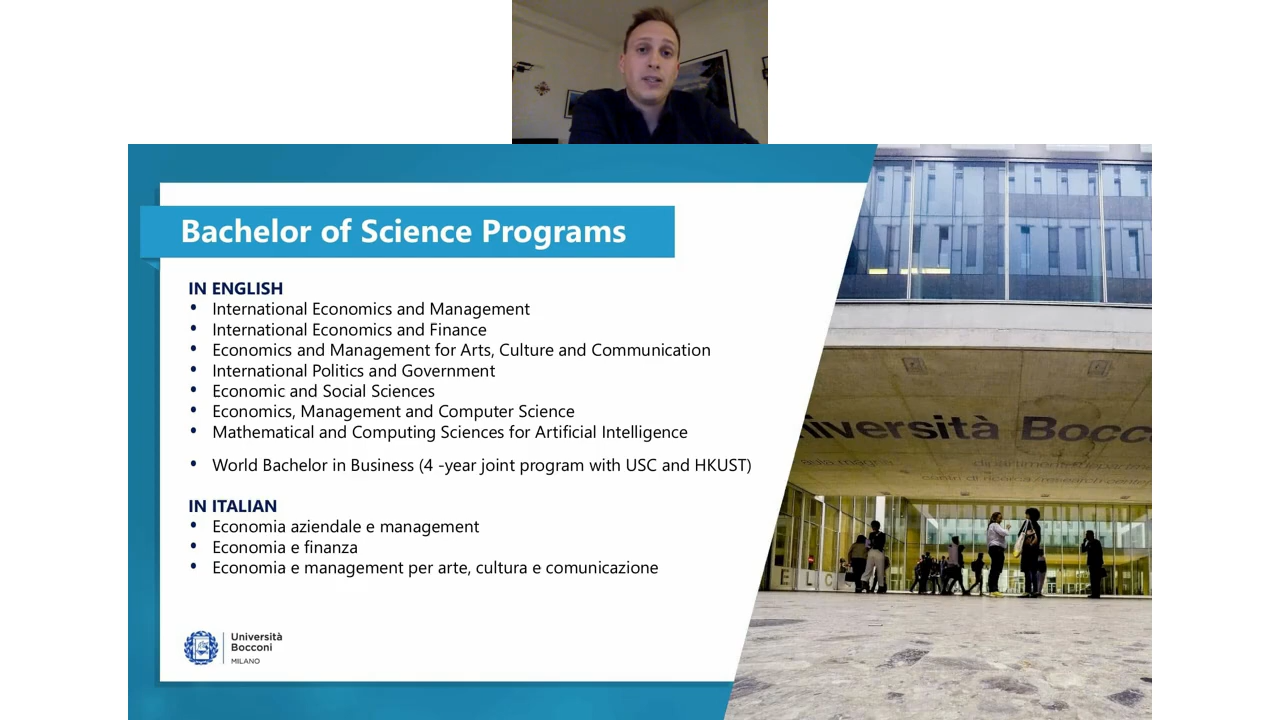 Bachelor of Science Programs
IN ENGLISH
• International Economics and Management
• International Economics and Finance
• Economics and Management for Arts, Culture and Communication
• International Politics and Government
• Economic and Social Sciences
• Economics, Management and Computer Science
• Mathematical and Computing Sciences for Artificial Intelligence
• World Bachelor in Business (4 -year joint program with USC and HKUST)
IN ITALIAN
• Economia aziendale e management
• Economia e finanza
• Economia e management per arte, cultura e comunicazione
Università
Bocconi
MILANO
niversità Bocc